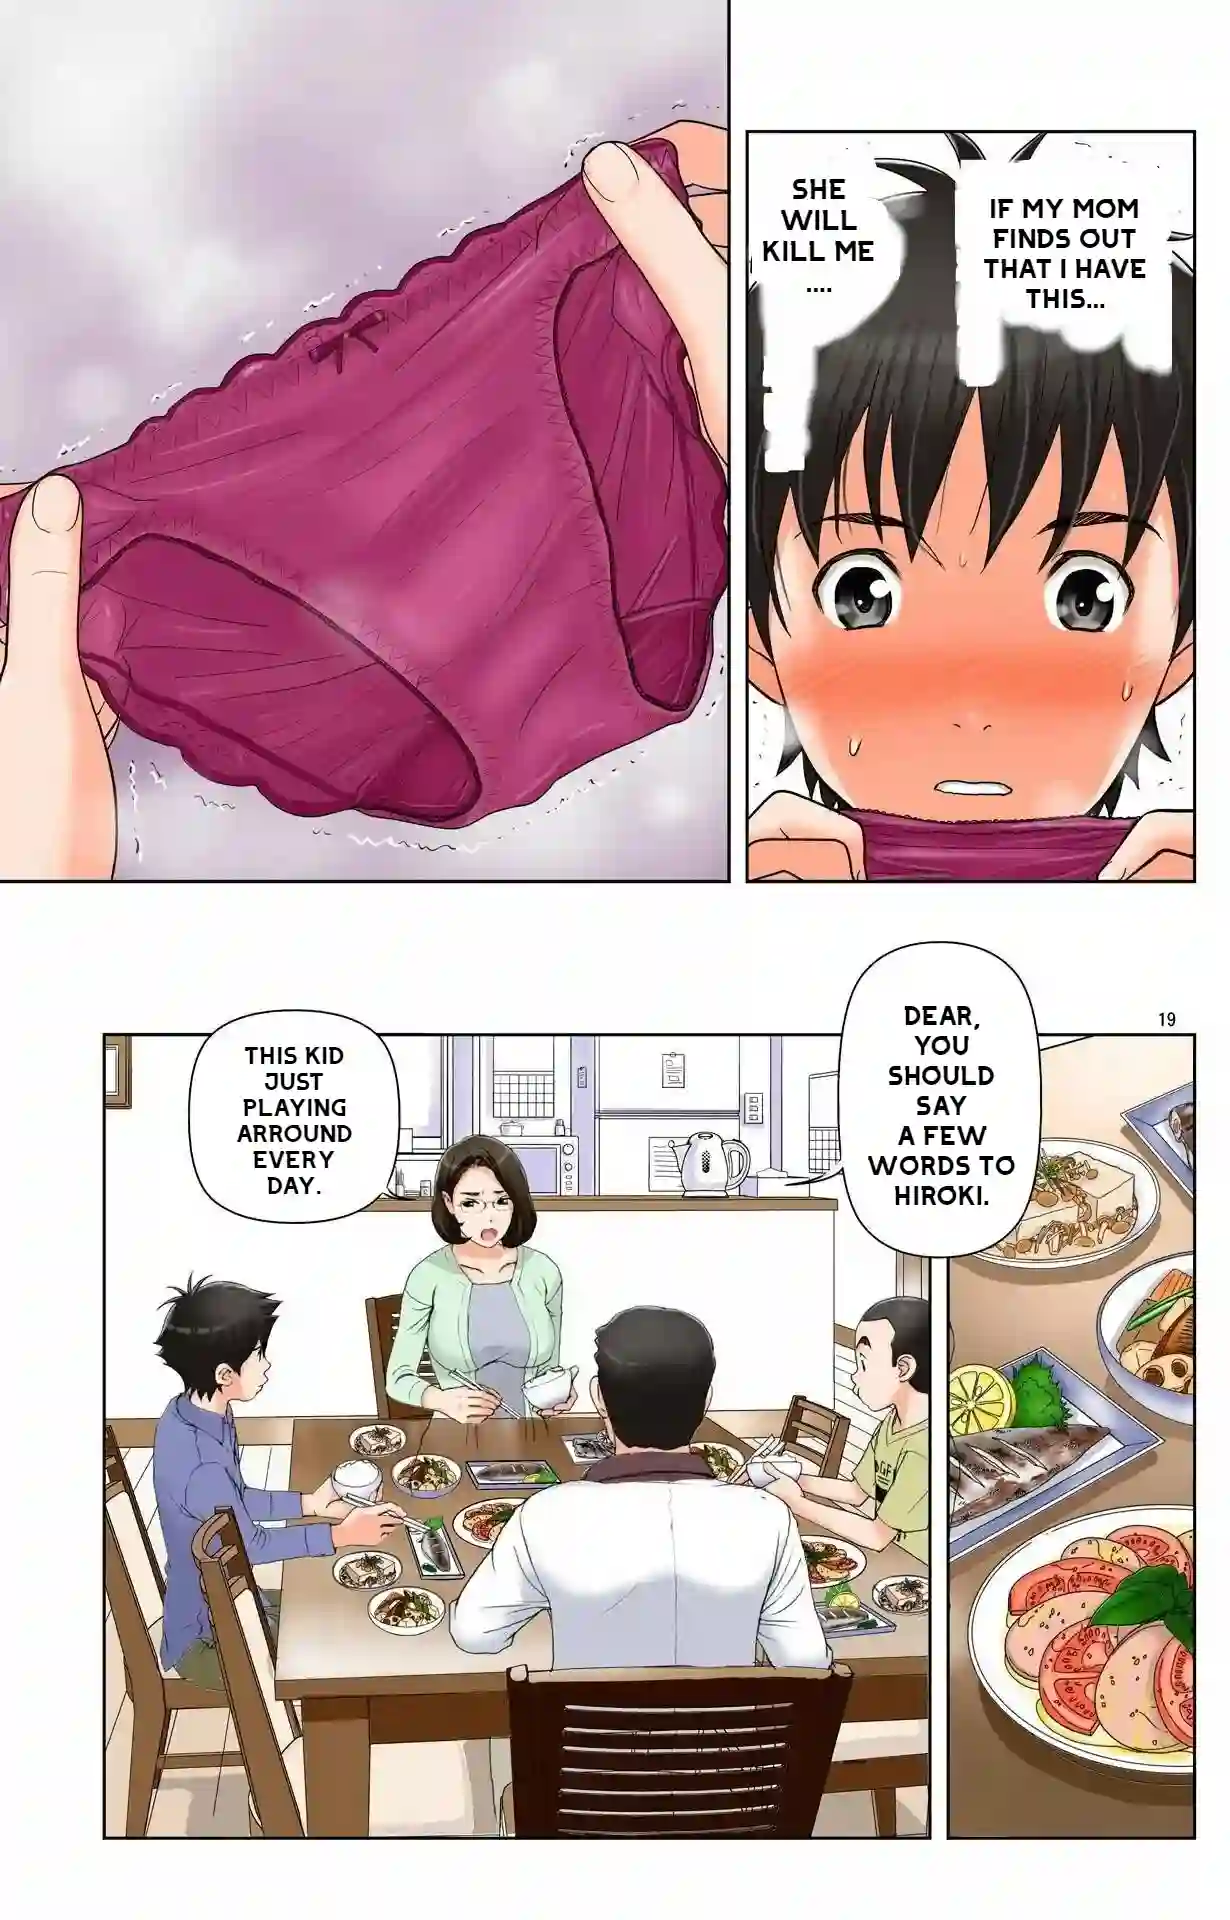 IF MY MOM
FINDS OUT
THAT I HAVE
THIS...
SHE
WILL
KILL ME
....
19
DEAR,
YOU
SHOULD
SAY
A FEW
WORDS TO
HIROKI.
THIS KID
JUST
PLAYING
ARROUND
EVERY
DAY.